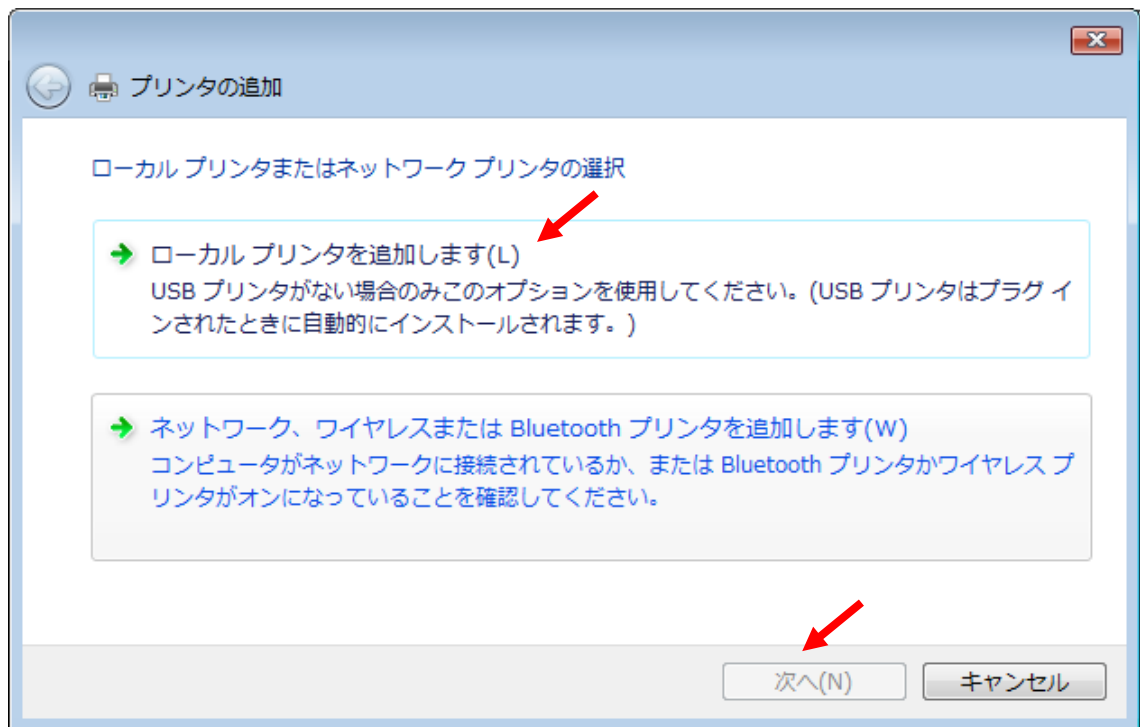 プリンタの追加
ローカル プリンタまたはネットワーク プリンタの選択
ローカル プリンタを追加します(L)
USB プリンタがない場合のみこのオプションを使用してください。(USB プリンタはプラグ イ
ンされたときに自動的にインストールされます。)
ネットワーク、ワイヤレスまたは Bluetooth プリンタを追加します(W)
コンピュータがネットワークに接続されているか、または Bluetooth プリンタかワイヤレス プ
リンタがオンになっていることを確認してください。
次へ(N)
キャンセル